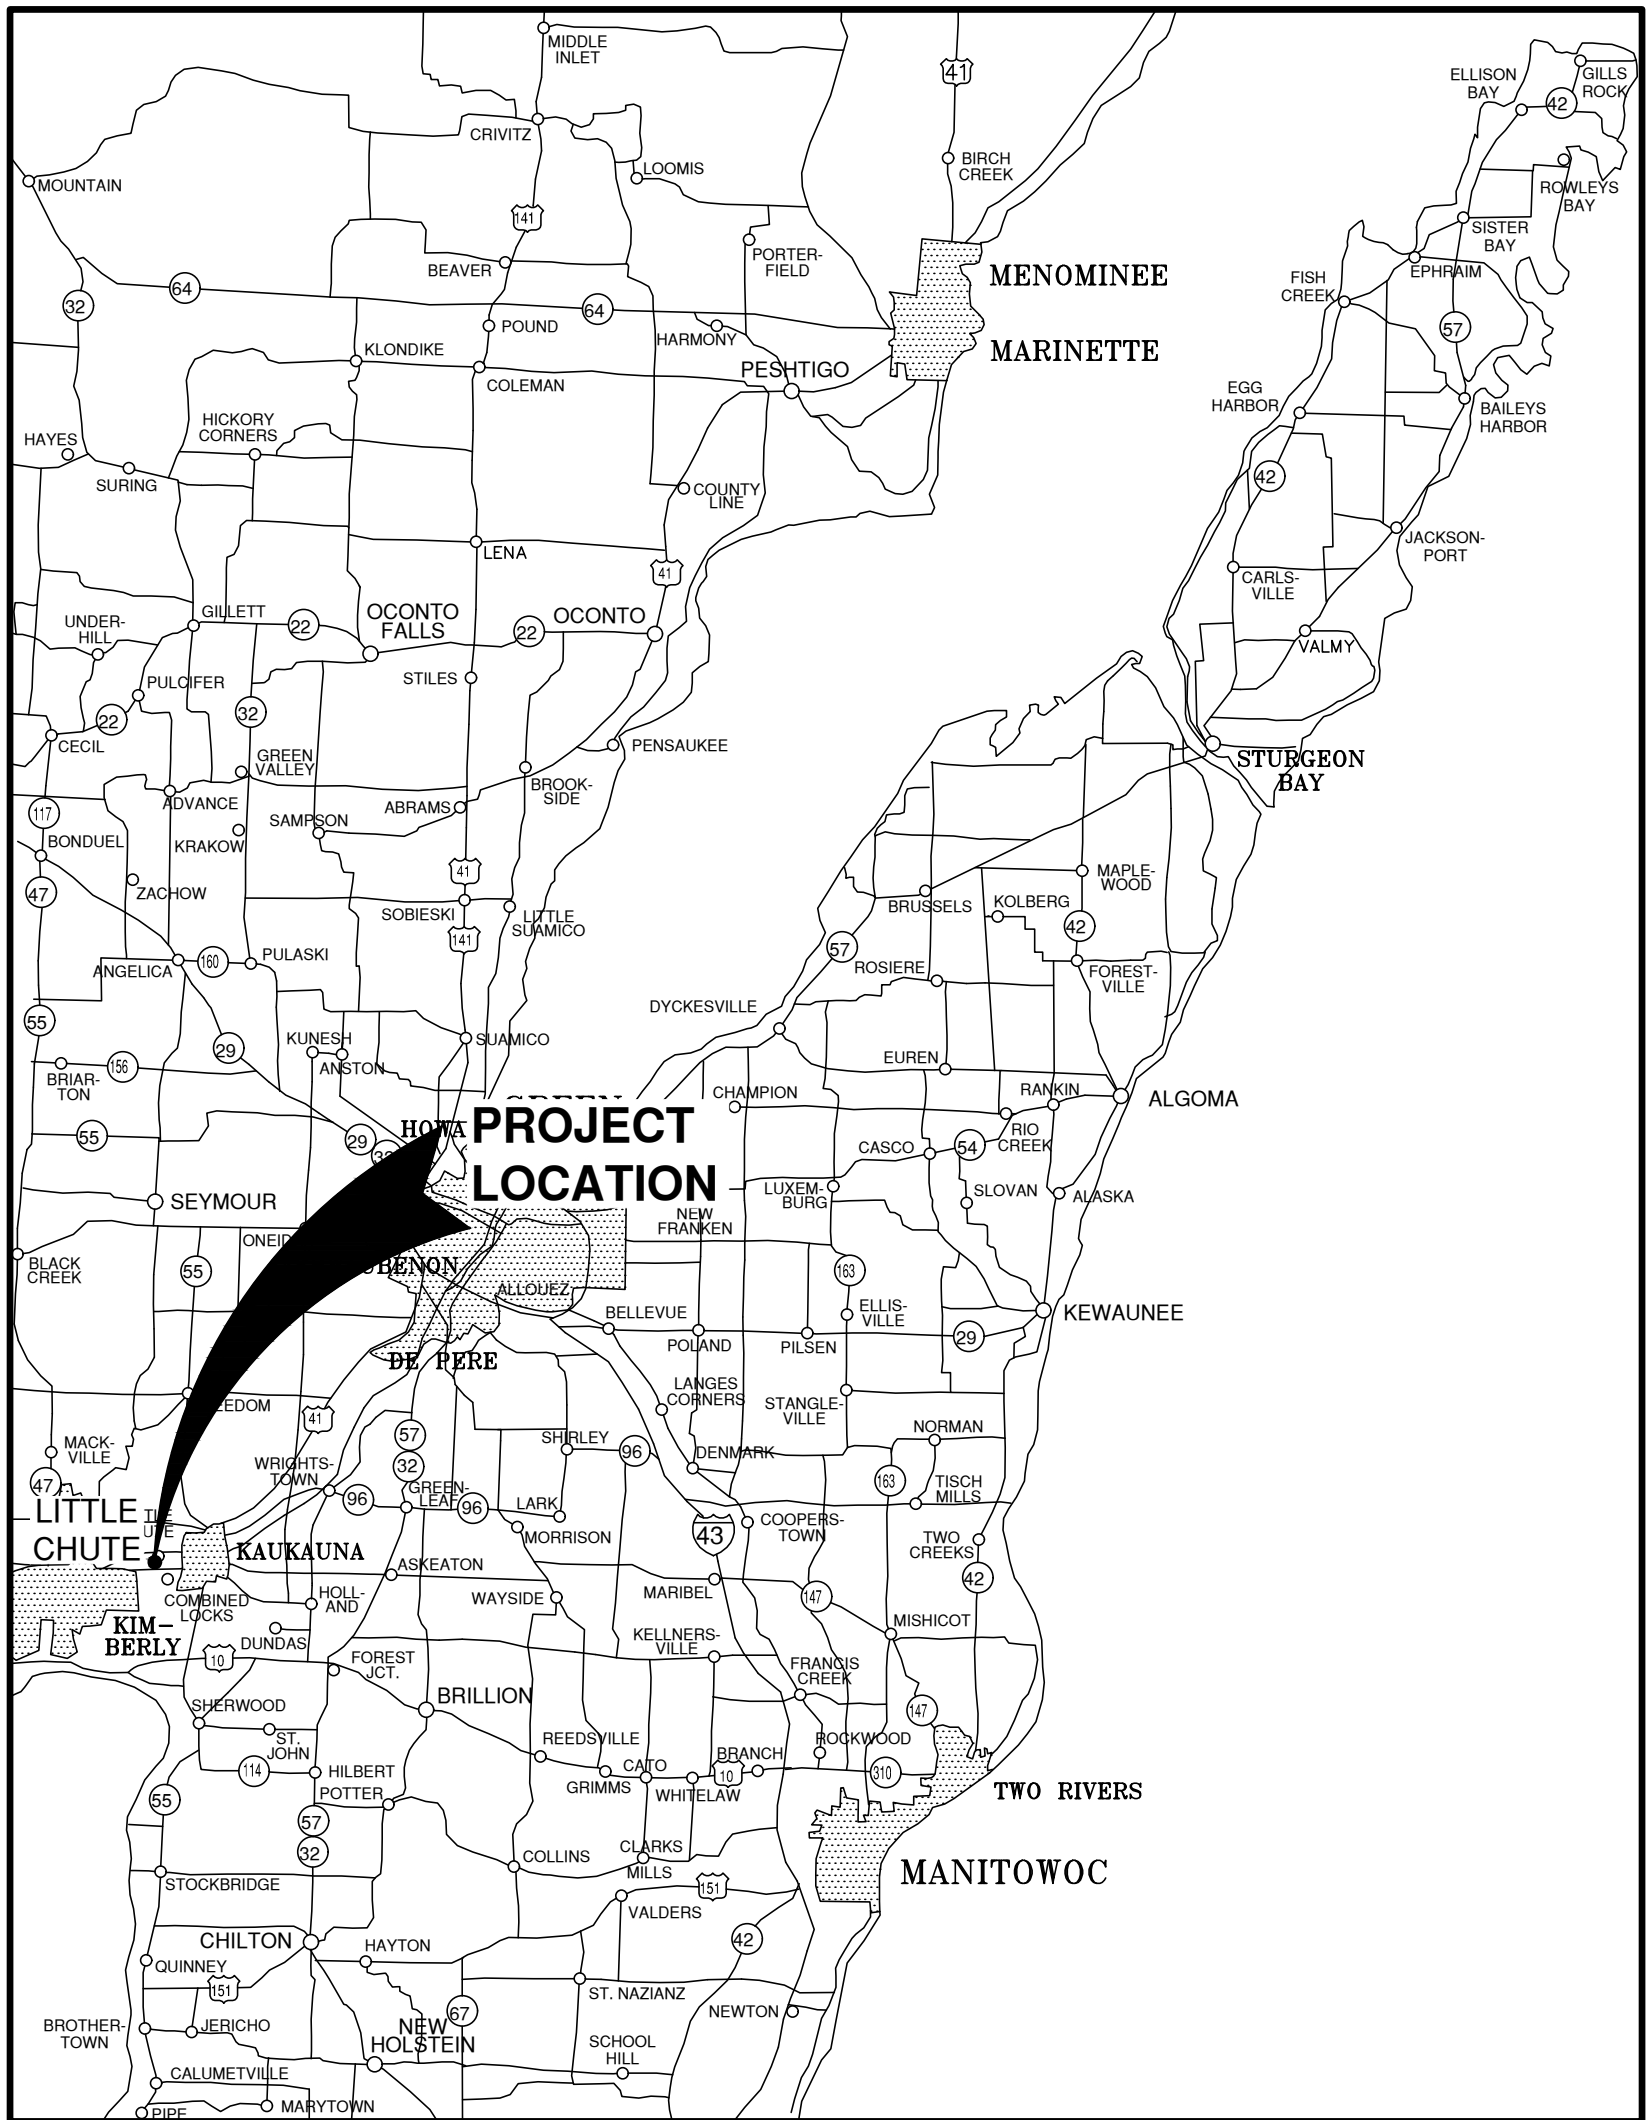 MIDDLE
INLET
41
ELLISON
BAY
GILLS
ROCK
42
CRIVITZ
BIRCH
CREEK
LOOMIS
MOUNTAIN
ROWLEYS
BAY
141
SISTER
BAY
PORTER-
FIELD
BEAVER
MENOMINEE
EPHRAIM
FISH
CREEK
64
32
64
POUND
HARMONY
57
KLONDIKE
MARINETTE
COLEMAN
PESHTIGO
EGG
HARBOR
BAILEYS
HARBOR
HICKORY
CORNERS
HAYES
SURING
42
COUNTY
LINE
LENA
JACKSON-
PORT
41
CARLS-
VILLE
GILLETT
22
OCONTO
FALLS
22
OCONTO
UNDER-
HILL
VALMY
PULCIFER
STILES
22
32
CECIL
PENSAUKEE
GREEN
VALLEY
STURGEON
BAY
BROOK-
SIDE
ADVANCE
ABRAMS
117
SAMPSON
BONDUEL
KRAKOW
41
MAPLE-
WOOD
47
ZACHOW
SOBIESKI
LITTLE
SUAMICO
BRUSSELS
KOLBERG
42
141
57
ANGELICA
160
PULASKI
ROSIERE
FOREST-
VILLE
DYCKESVILLE
55
29
KUNESH
SUAMICO
ANSTON
EUREN
156
BRIAR-
TON
CHAMPION
RANKIN
ALGOMA
55
29
PROJECT
LOCATION
RIO
CREEK
CASCO
54
SEYMOUR
LUXEM-
BURG
SLOVAN
ALASKA
NEW
FRANKEN
BLACK
CREEK
55
163
ALLOUEZ
BELLEVUE
ELLIS-
VILLE
KEWAUNEE
POLAND
PILSEN
29
DE PERE
LANGES
CORNERS
STANGLE-
VILLE
41
57
NORMAN
MACK-
VILLE
SHIRLEY
96
DENMARK
32
WRIGHTS-
TOWN
47
163
TISCH
MILLS
96
GREEN-
LEAF
96
LARK
LITTLE
CHUTE
MORRISON
43
COOPERS-
TOWN
TWO
CREEKS
KAUKAUNA
ASKEATON
42
COMBINED
LOCKS
HOLL-
AND
WAYSIDE
MARIBEL
147
KIM-
BERLY
DUNDAS
KELLNERS-
VILLE
MISHICOT
10
FOREST
JCT.
FRANCIS
CREEK
SHERWOOD
BRILLION
147
ST.
JOHN
REEDSVILLE
ROCKWOOD
114
HILBERT
CATO
BRANCH
10
310
GRIMMS
WHITELAW
TWO RIVERS
POTTER
55
57
32
CLARKS
MILLS
COLLINS
MANITOWOC
STOCKBRIDGE
151
VALDERS
CHILTON
HAYTON
42
QUINNEY
151
ST. NAZIANZ
67
NEWTON
BROTHER-
TOWN
JERICHO
NEW
HOLSTEIN
SCHOOL
HILL
CALUMETVILLE
MARYTOWN
PIPE